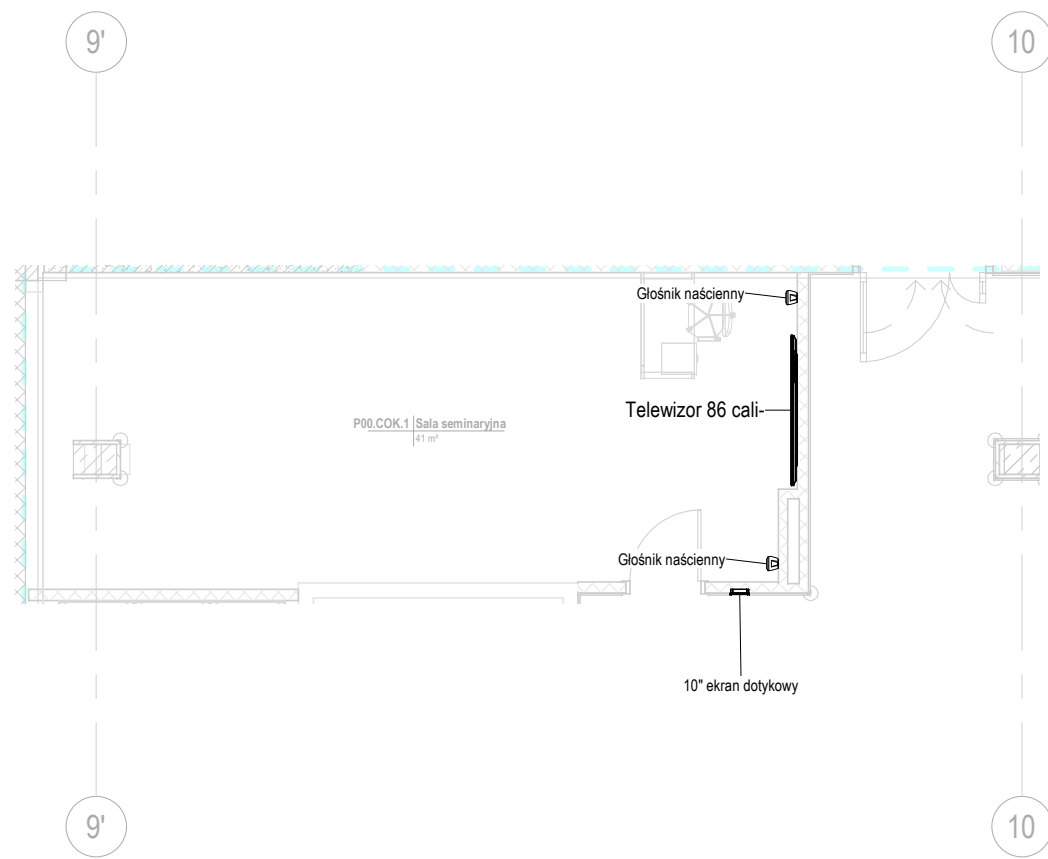 9'
10
Głośnik naścienny
Telewizor 86 cali
P00.COK.1 Sala seminaryjna
41 m²
Głośnik naścienny
10" ekran dotykowy
9'
10